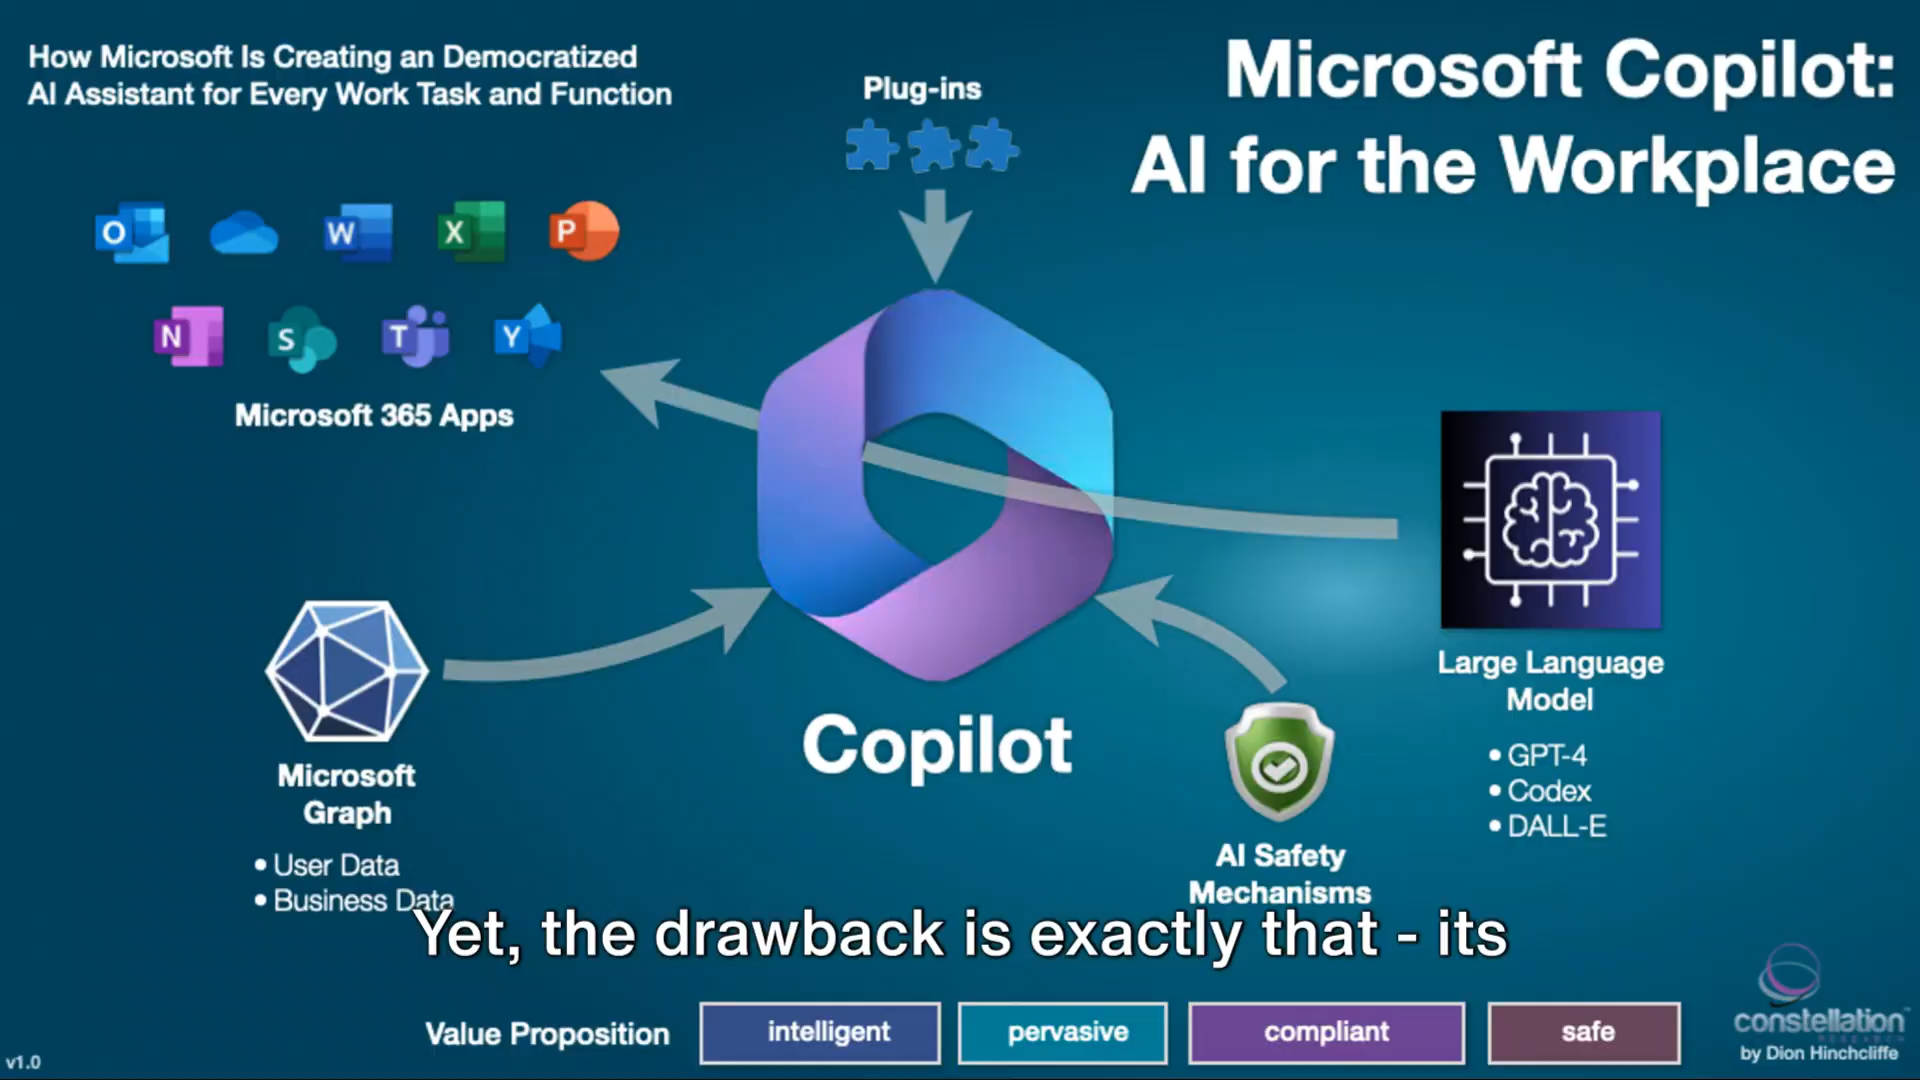 How Microsoft Is Creating an Democratized
AI Assistant for Every Work Task and Function
Microsoft Copilot:
AI for the Workplace
Plug-ins
O
W
X
P
N
S
T
Y
Microsoft 365 Apps
Copilot
Microsoft
Graph
• User Data
• Business Data
Large Language
Model
• GPT-4
• Codex
• DALL-E
AI Safety
Mechanisms
Yet, the drawback is exactly that - its
Value Proposition
intelligent
pervasive
compliant
safe
constellation
RESEARCH
by Dion Hinchcliffe
v1.0